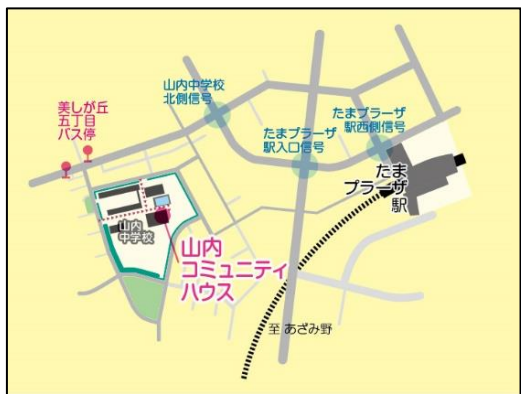 山内中学校
北側信号
美しが丘
五丁目
バス停
たまプラーザ
駅入口信号
たまプラーザ
駅西側信号
たま
プラーザ
駅
山内
中学校
山内
コミュニティ
ハウス
至 あざみ野